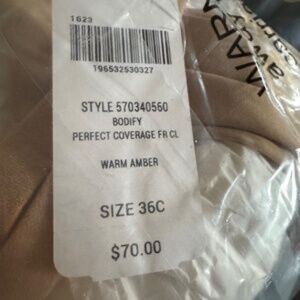 1623
196532530327
STYLE 570340560
BODIFY
PERFECT COVERAGE FR CL
WARM AMBER
SIZE 36C
$70.00